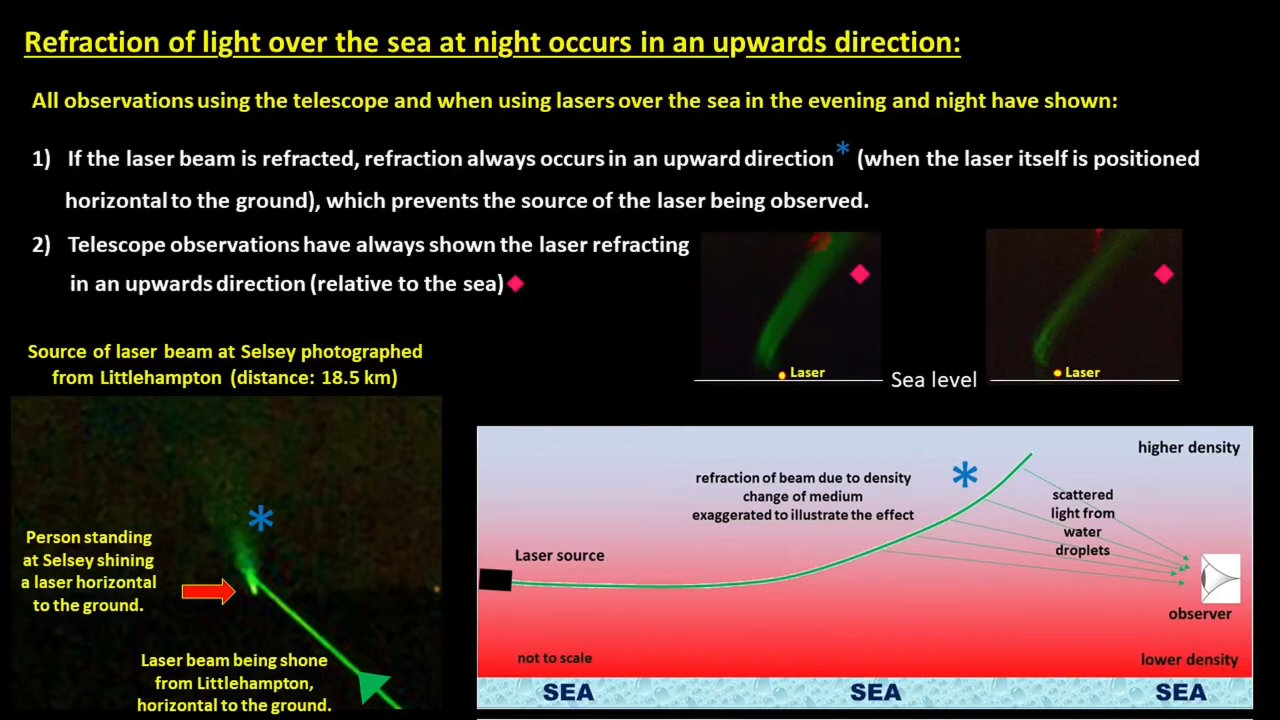 Refraction of light over the sea at night occurs in an upwards direction:
All observations using the telescope and when using lasers over the sea in the evening and night have shown:
1) If the laser beam is refracted, refraction always occurs in an upward direction* (when the laser itself is positioned
horizontal to the ground), which prevents the source of the laser being observed.
2) Telescope observations have always shown the laser refracting
in an upwards direction (relative to the sea)
Laser
Sea level
Laser
Source of laser beam at Selsey photographed
from Littlehampton (distance: 18.5 km)
*
Person standing
at Selsey shining
a laser horizontal
to the ground.
Laser beam being shone
from Littlehampton,
horizontal to the ground.
higher density
refraction of beam due to density
change of medium
exaggerated to illustrate the effect
*
scattered
light from
water
droplets
Laser source
observer
not to scale
lower density
SEA
SEA
SEA